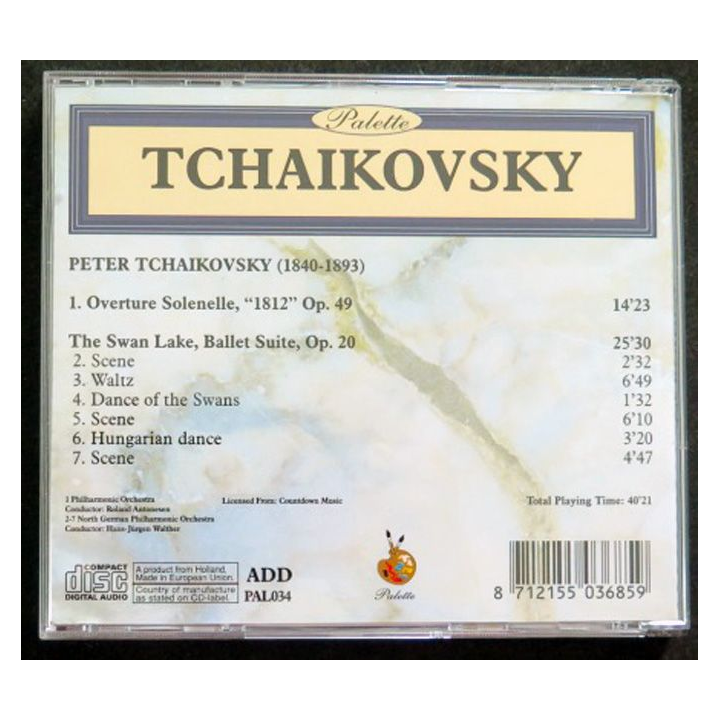 Palette
TCHAIKOVSKY
PETER TCHAIKOVSKY (1840-1893)
1. Overture Solenelle, “1812” Op. 49 14’23
The Swan Lake, Ballet Suite, Op. 20 25’30
2. Scene 2’32
3. Waltz 6’49
4. Dance of the Swans 1’32
5. Scene 6’10
6. Hungarian dance 3’20
7. Scene 4’47
1 Philharmonic Orchestra
Conductor: Roland Antonesen
2-7 North German Philharmonic Orchestra
Conductor: Hans-Jürgen Walther
Licensed From: Countdown Music
Total Playing Time: 40’21
COMPACT
disc
DIGITAL AUDIO
A product from Holland.
Made in European Union.
Country of manufacture
as stated on CD-label.
ADD
PAL034
Palette
8 712155 036859